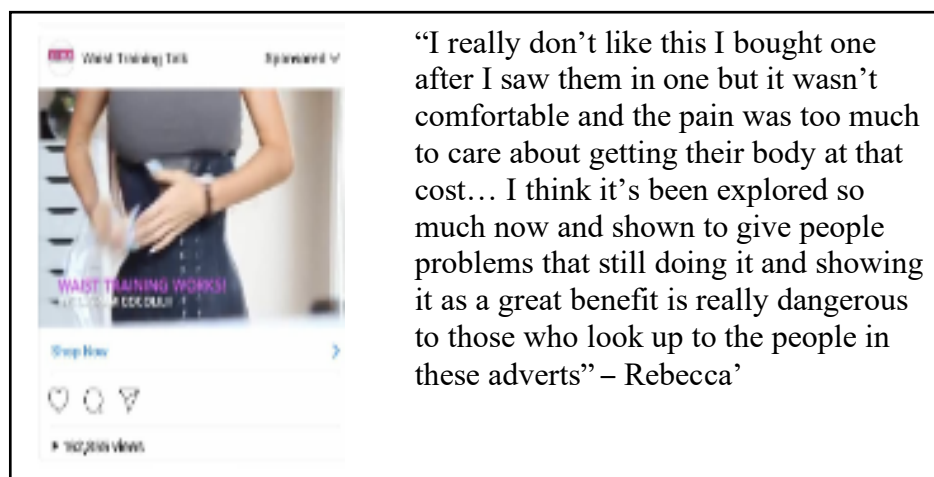 Waist Training Talk
Sponsored
WAIST TRAINING WORKS!
Shop Now
views
“I really don’t like this I bought one
after I saw them in one but it wasn’t
comfortable and the pain was too much
to care about getting their body at that
cost… I think it’s been explored so
much now and shown to give people
problems that still doing it and showing
it as a great benefit is really dangerous
to those who look up to the people in
these adverts” – Rebecca’